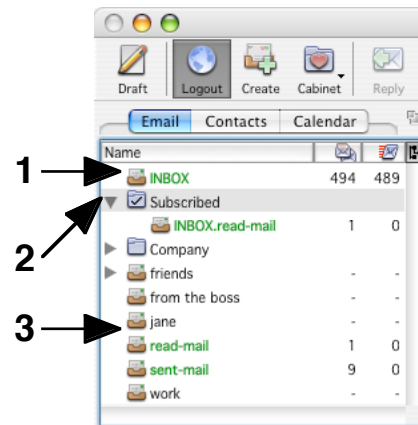 Draft Logout Create Cabinet Reply
Email Contacts Calendar
Name
1 INBOX 494 489
2 Subscribed
INBOX.read-mail 1 0
Company
friends - -
from the boss - -
3 jane - -
read-mail 1 0
sent-mail 9 0
work - -